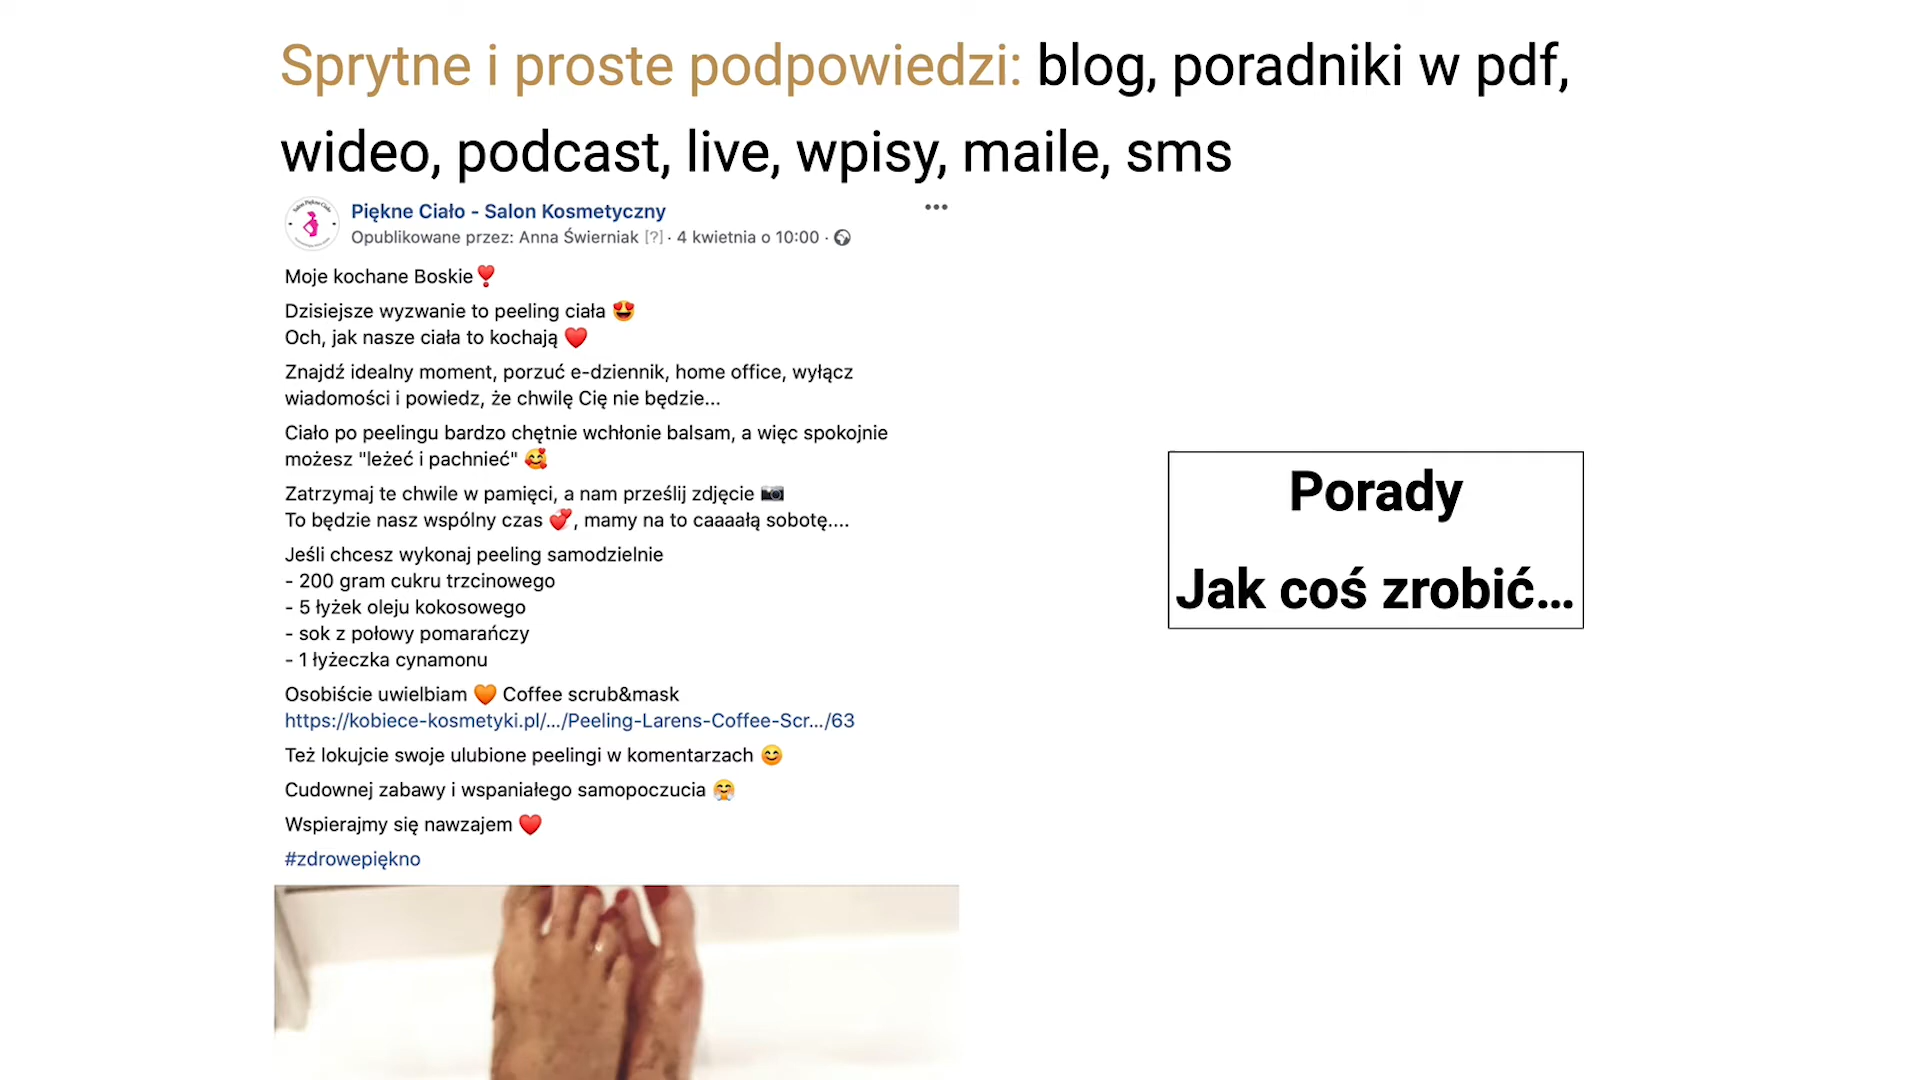 Sprytne i proste podpowiedzi: blog, poradniki w pdf,
wideo, podcast, live, wpisy, maile, sms
Piękne Ciało - Salon Kosmetyczny
Opublikowane przez: Anna Świerniak [?] · 4 kwietnia o 10:00 ·
Moje kochane Boskie❣️
Dzisiejsze wyzwanie to peeling ciała 😍
Och, jak nasze ciała to kochają ❤️
Znajdź idealny moment, porzuć e-dziennik, home office, wyłącz
wiadomości i powiedz, że chwilę Cię nie będzie...
Ciało po peelingu bardzo chętnie wchłonie balsam, a więc spokojnie
możesz "leżeć i pachnieć" 🥰
Zatrzymaj te chwile w pamięci, a nam prześlij zdjęcie 📷
To będzie nasz wspólny czas 💞, mamy na to caaaałą sobotę....
Jeśli chcesz wykonaj peeling samodzielnie
- 200 gram cukru trzcinowego
- 5 łyżek oleju kokosowego
- sok z połowy pomarańczy
- 1 łyżeczka cynamonu
Osobiście uwielbiam 🧡 Coffee scrub&mask
https://kobiece-kosmetyki.pl/.../Peeling-Larens-Coffee-Scr.../63
Też lokujcie swoje ulubione peelingi w komentarzach 😊
Cudownej zabawy i wspaniałego samopoczucia 🤗
Wspierajmy się nawzajem ❤️
#zdrowepiękno
Porady
Jak coś zrobić...